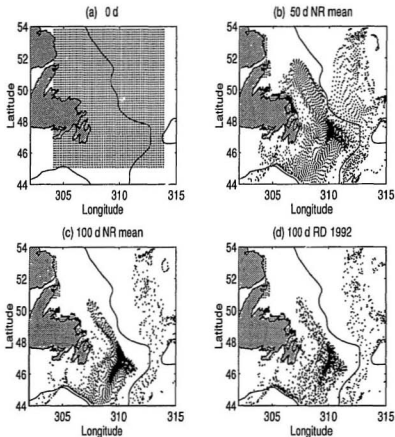 (a) 0 d
54
52
50
48
46
44
Latitude
305 310 315
Longitude
(b) 50 d NR mean
54
52
50
48
46
44
Latitude
305 310 315
Longitude
(c) 100 d NR mean
54
52
50
48
46
44
Latitude
305 310 315
Longitude
(d) 100 d RD 1992
54
52
50
48
46
44
Latitude
305 310 315
Longitude